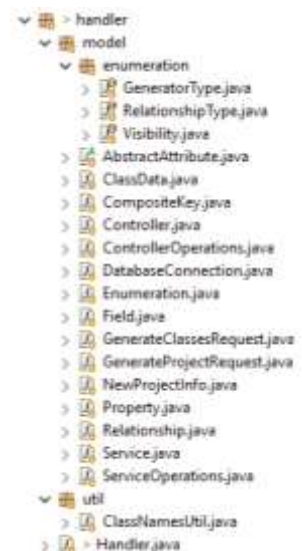 > handler
model
enumeration
GeneratorType.java
RelationshipType.java
Visibility.java
AbstractAttribute.java
ClassData.java
CompositeKey.java
Controller.java
ControllerOperations.java
DatabaseConnection.java
Enumeration.java
Field.java
GenerateClassesRequest.java
GenerateProjectRequest.java
NewProjectInfo.java
Property.java
Relationship.java
Service.java
ServiceOperations.java
util
ClassNamesUtil.java
> Handler.java